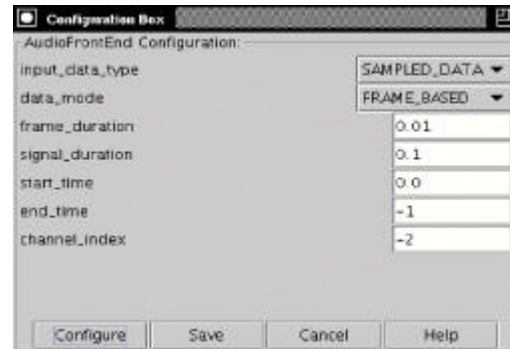 Configuration Box
AudioFrontEnd Configuration:
input_data_type SAMPLED_DATA
data_mode FRAME_BASED
frame_duration 0.01
signal_duration 0.1
start_time 0.0
end_time -1
channel_index -2
Configure Save Cancel Help